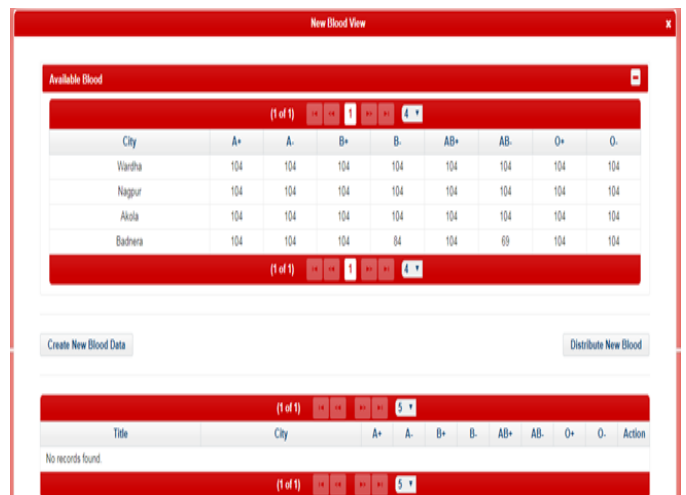 New Blood View x
Available Blood
(1 of 1) 1 4
City A+ A- B+ B- AB+ AB- O+ O-
Wardha 104 104 104 104 104 104 104 104
Nagpur 104 104 104 104 104 104 104 104
Akola 104 104 104 104 104 104 104 104
Badnera 104 104 104 84 104 69 104 104
(1 of 1) 1 4
Create New Blood Data Distribute New Blood
(1 of 1) 5
Title City A+ A- B+ B- AB+ AB- O+ O- Action
No records found.
(1 of 1) 5